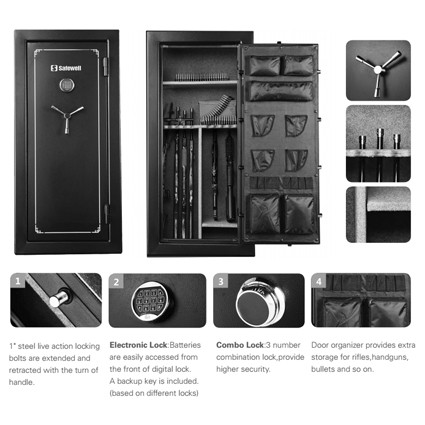 Safewell
1
2
3
4
1" steel live action locking
bolts are extended and
retracted with the turn of
handle.
Electronic Lock:Batteries
are easily accessed from
the front of digital lock.
A backup key is included.
(based on different locks)
Combo Lock:3 number
combination lock,provide
higher security.
Door organizer provides extra
storage for rifles,handguns,
bullets and so on.